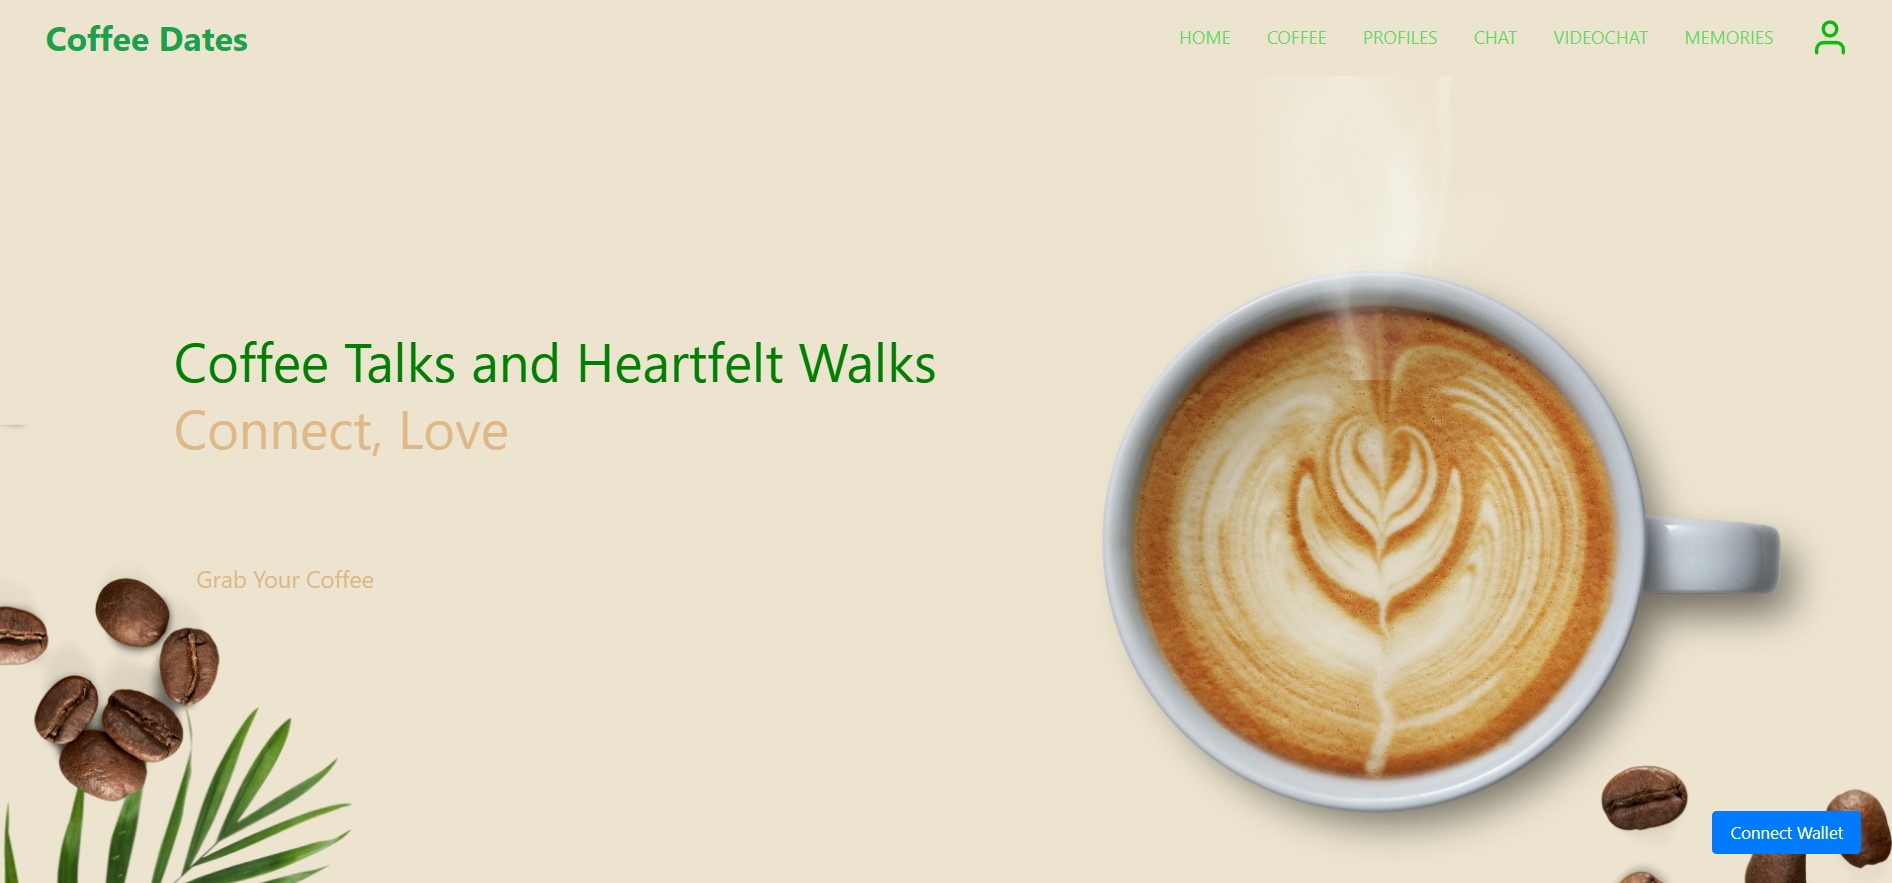 Coffee Dates
HOME COFFEE PROFILES CHAT VIDEOCHAT MEMORIES
Coffee Talks and Heartfelt Walks
Connect, Love
Grab Your Coffee
Connect Wallet